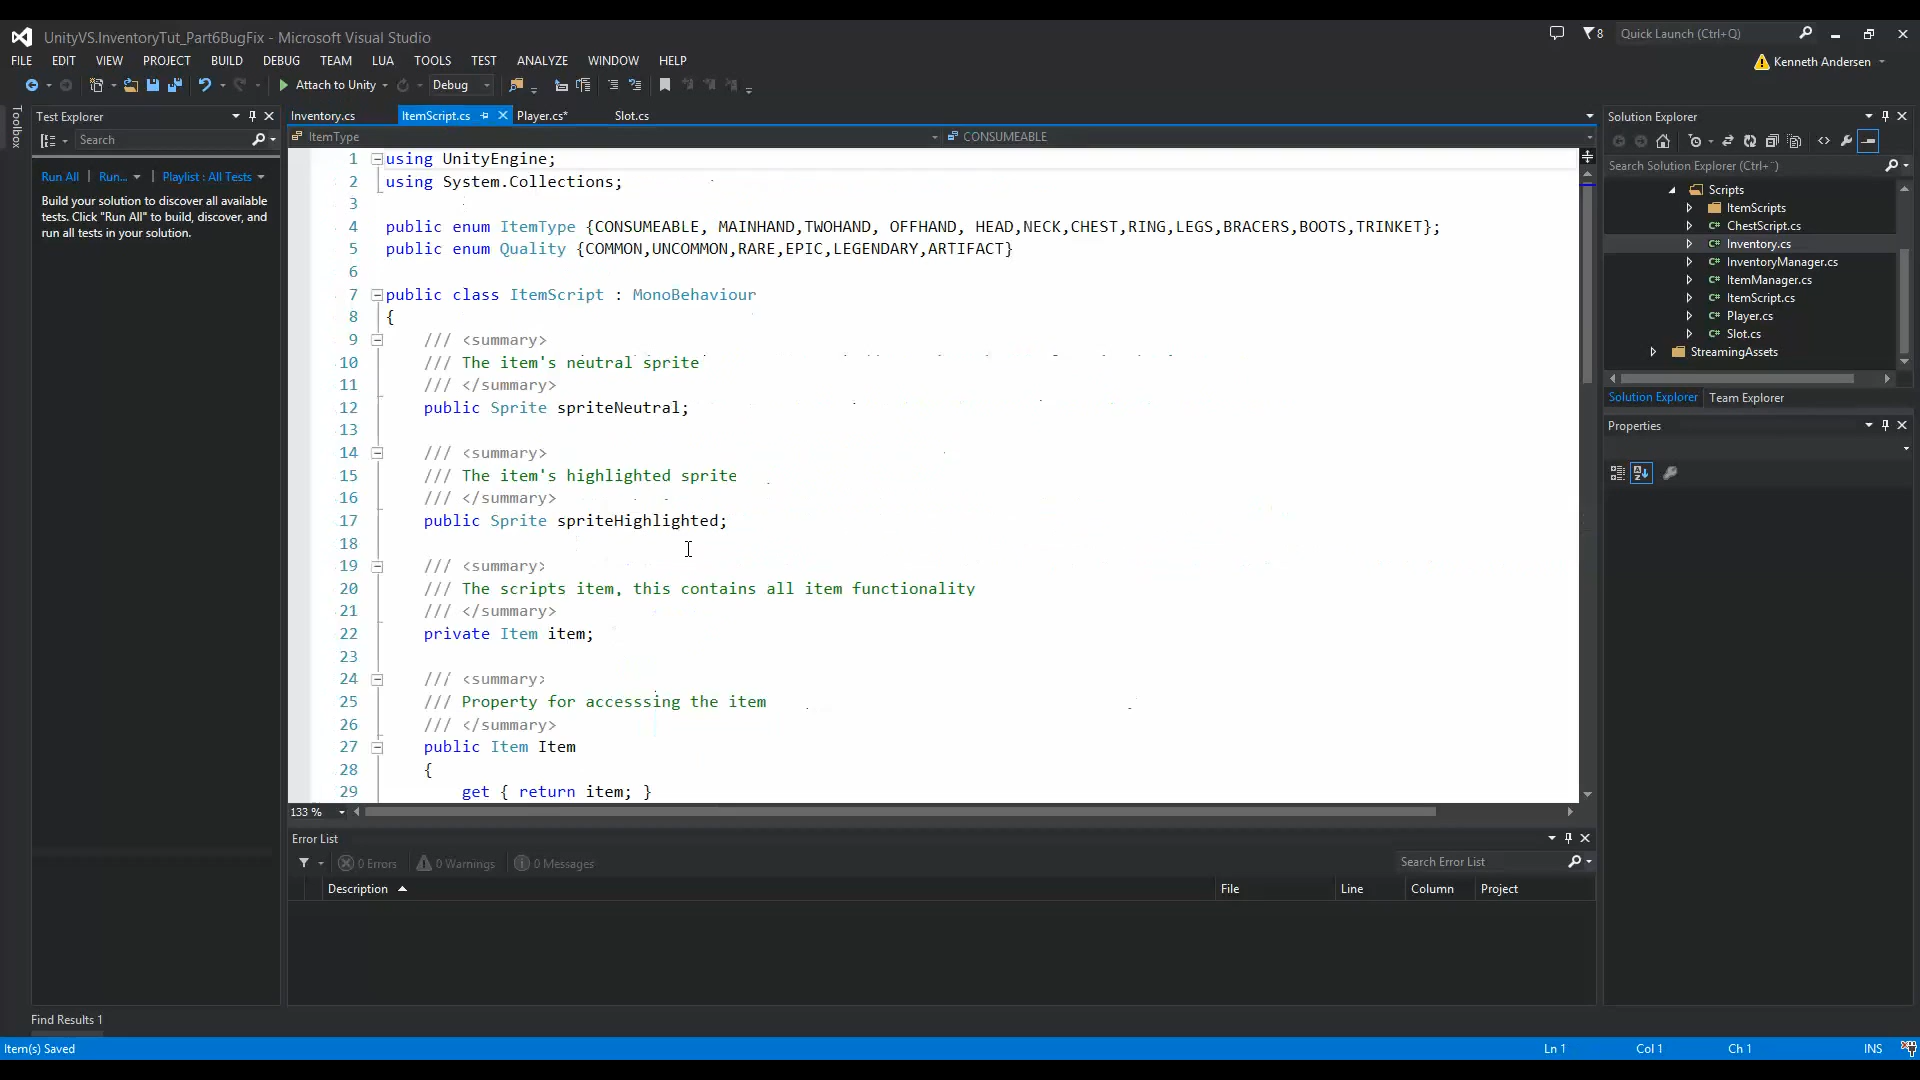 UnityVS.InventoryTut_Part6BugFix - Microsoft Visual Studio
8
Quick Launch (Ctrl+Q)
FILE EDIT VIEW PROJECT BUILD DEBUG TEAM LUA TOOLS TEST ANALYZE WINDOW HELP
Kenneth Andersen
Attach to Unity
Debug
Toolbox
Test Explorer
Search
Run All | Run... | Playlist : All Tests
Build your solution to discover all available
tests. Click "Run All" to build, discover, and
run all tests in your solution.
Inventory.cs ItemScript.cs Player.cs* Slot.cs
ItemType CONSUMEABLE
1 using UnityEngine;
2 using System.Collections;
3
4 public enum ItemType {CONSUMEABLE, MAINHAND,TWOHAND, OFFHAND, HEAD,NECK,CHEST,RING,LEGS,BRACERS,BOOTS,TRINKET};
5 public enum Quality {COMMON,UNCOMMON,RARE,EPIC,LEGENDARY,ARTIFACT}
6
7 public class ItemScript : MonoBehaviour
8 {
9 /// <summary>
10 /// The item's neutral sprite
11 /// </summary>
12 public Sprite spriteNeutral;
13
14 /// <summary>
15 /// The item's highlighted sprite
16 /// </summary>
17 public Sprite spriteHighlighted;
18
19 /// <summary>
20 /// The scripts item, this contains all item functionality
21 /// </summary>
22 private Item item;
23
24 /// <summary>
25 /// Property for accesssing the item
26 /// </summary>
27 public Item Item
28 {
29 get { return item; }
133 %
Error List
0 Errors 0 Warnings 0 Messages
Search Error List
Description File Line Column Project
Solution Explorer
Search Solution Explorer (Ctrl+¨)
Scripts
ItemScripts
ChestScript.cs
Inventory.cs
InventoryManager.cs
ItemManager.cs
ItemScript.cs
Player.cs
Slot.cs
StreamingAssets
Solution Explorer Team Explorer
Properties
Find Results 1
Item(s) Saved
Ln 1 Col 1 Ch 1 INS